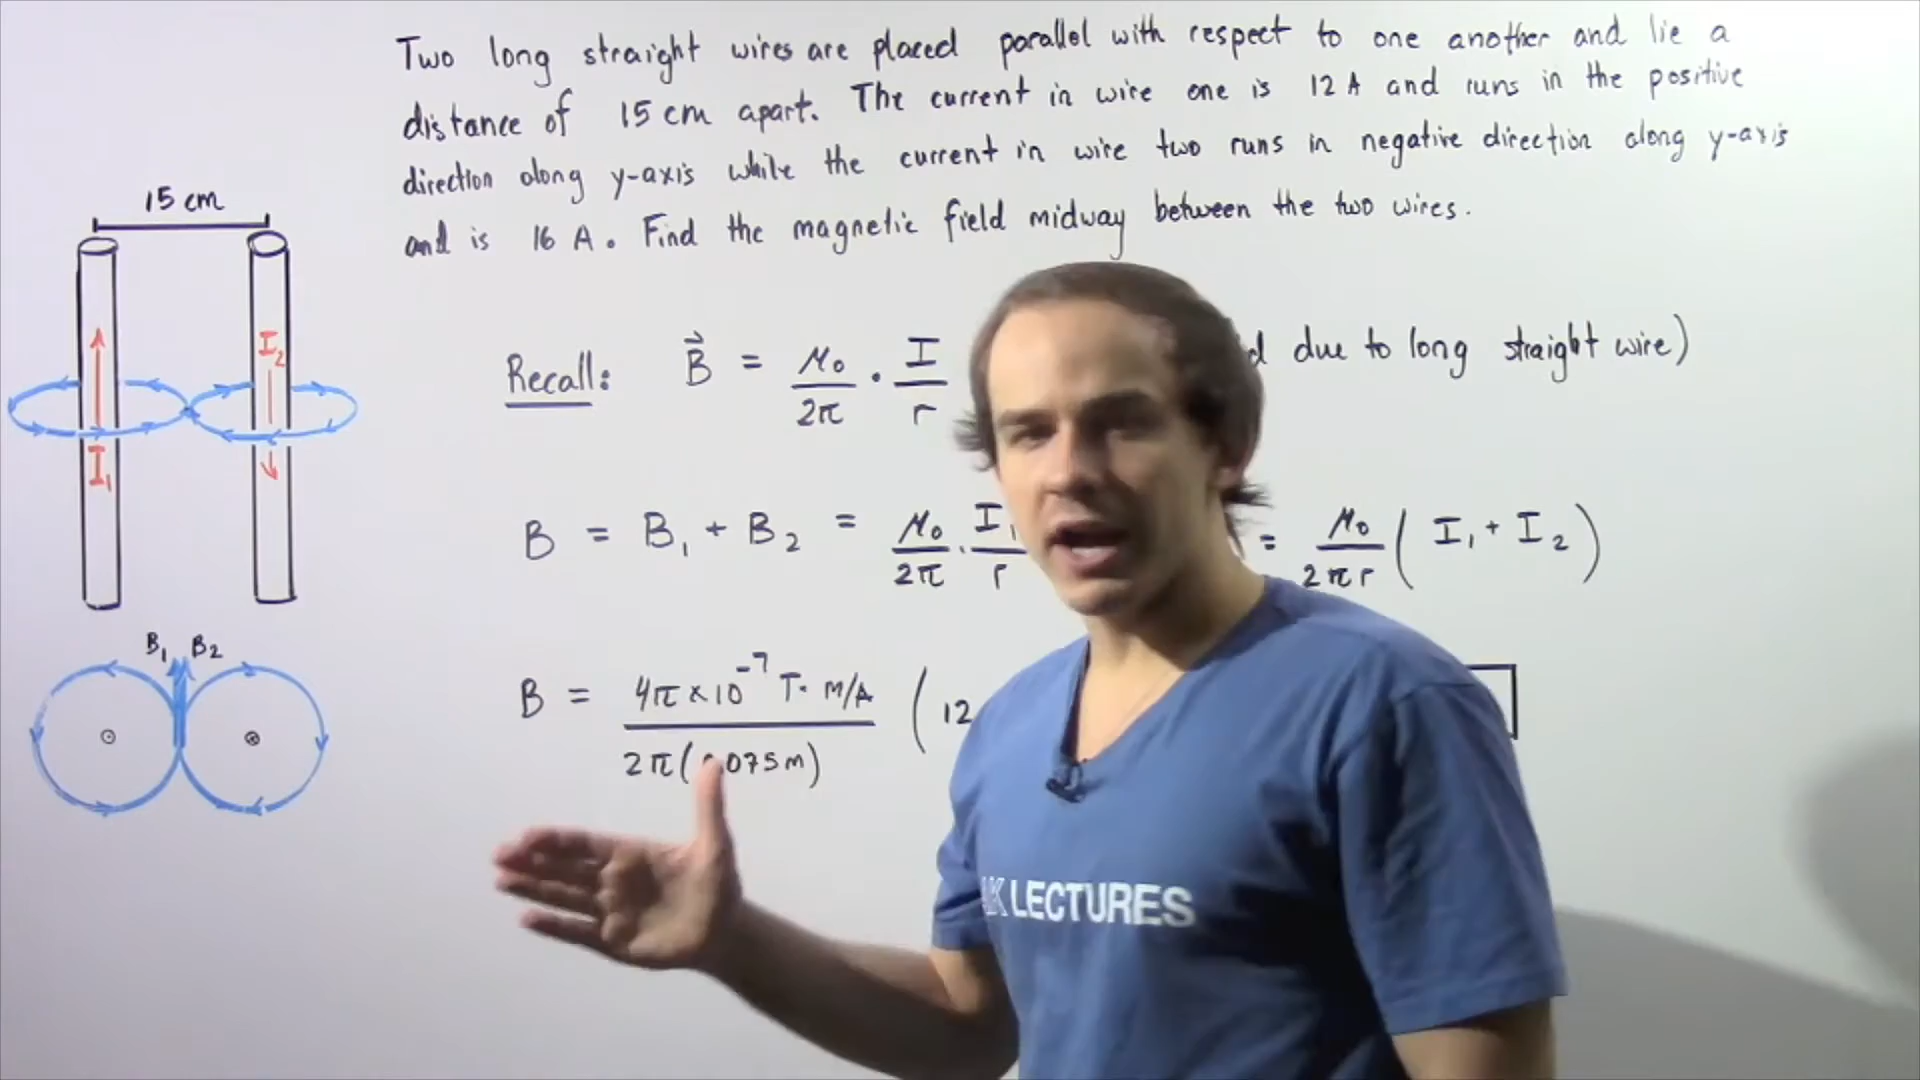 Two long straight wires are placed parallel with respect to one another and lie a
distance of 15 cm apart. The current in wire one is 12 A and runs in the positive
direction along y-axis while the current in wire two runs in negative direction along y-axis
and is 16 A. Find the magnetic field midway between the two wires.
15 cm
I₂
I₁
B₁ B₂
Recall: B⃗ = μ₀/2π · I/r due to long straight wire)
B = B₁ + B₂ = μ₀/2π · I₁/r = μ₀/2πr (I₁ + I₂)
B = 4π×10⁻⁷ T·m/A / 2π(0.075m) (12
LECTURES